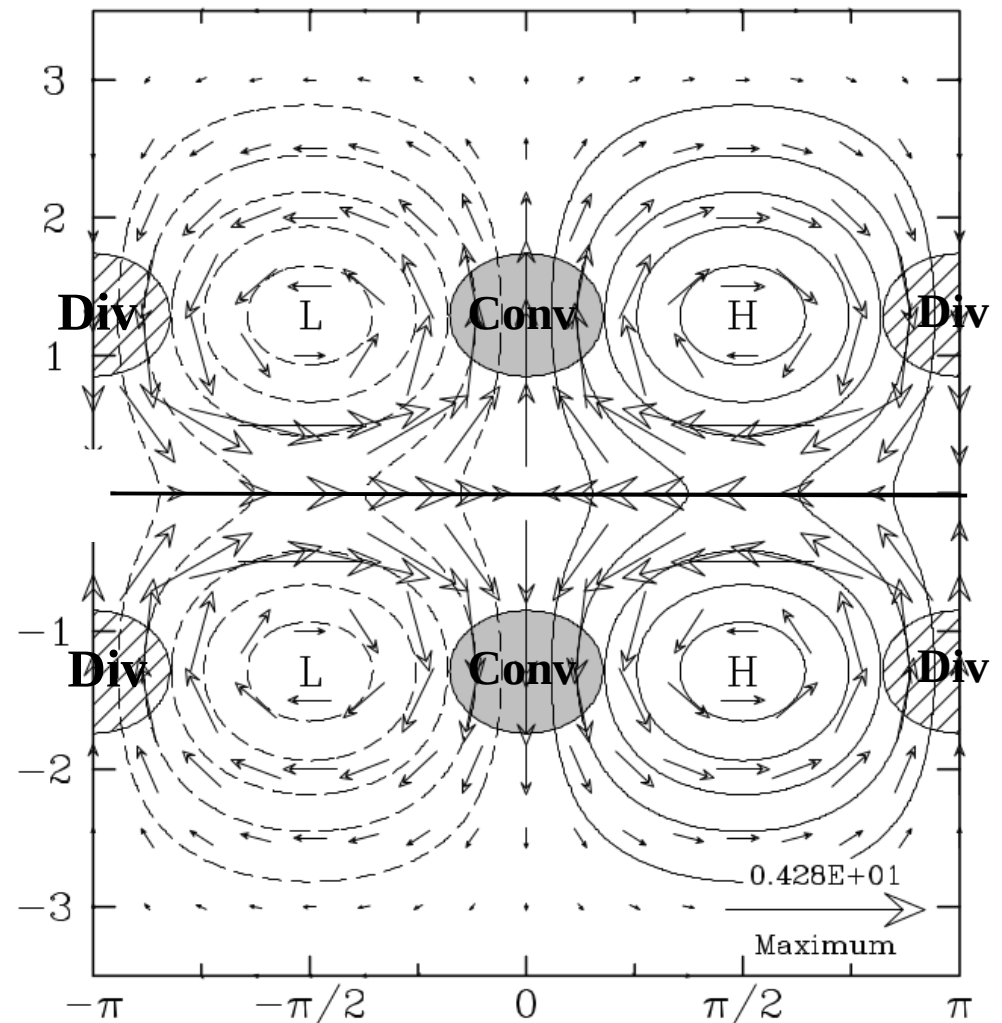 3
2
Div
L
Conv
H
Div
1
-1
Div
L
Conv
H
Div
-2
0.428E+01
-3
Maximum
-π
-π/2
0
π/2
π